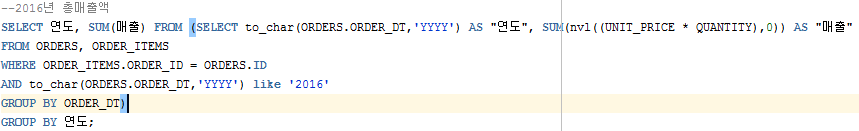 --2016년 총매출액
SELECT 연도, SUM(매출) FROM (SELECT to_char(ORDERS.ORDER_DT,'YYYY') AS "연도", SUM(nvl((UNIT_PRICE * QUANTITY),0)) AS "매출"
FROM ORDERS, ORDER_ITEMS
WHERE ORDER_ITEMS.ORDER_ID = ORDERS.ID
AND to_char(ORDERS.ORDER_DT,'YYYY') like '2016'
GROUP BY ORDER_DT)
GROUP BY 연도;